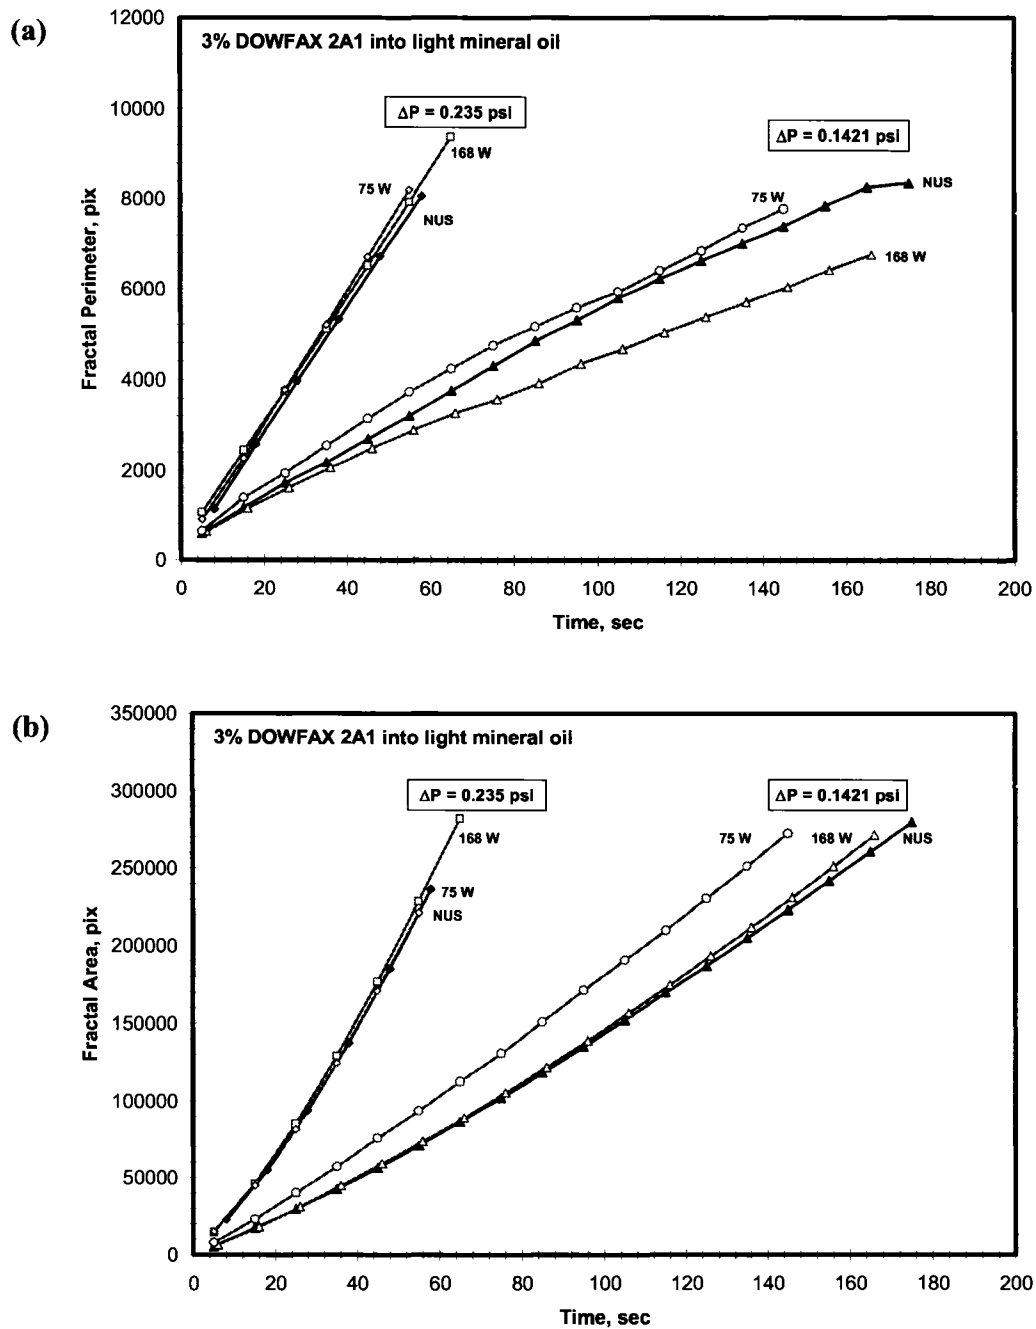 (a)
3% DOWFAX 2A1 into light mineral oil
12000
10000
8000
6000
4000
2000
0
Fractal Perimeter, pix
ΔP = 0.235 psi
168 W
75 W
NUS
ΔP = 0.1421 psi
75 W
NUS
168 W
0 20 40 60 80 100 120 140 160 180 200
Time, sec
(b)
3% DOWFAX 2A1 into light mineral oil
350000
300000
250000
200000
150000
100000
50000
0
Fractal Area, pix
ΔP = 0.235 psi
168 W
75 W
NUS
ΔP = 0.1421 psi
75 W 168 W NUS
0 20 40 60 80 100 120 140 160 180 200
Time, sec